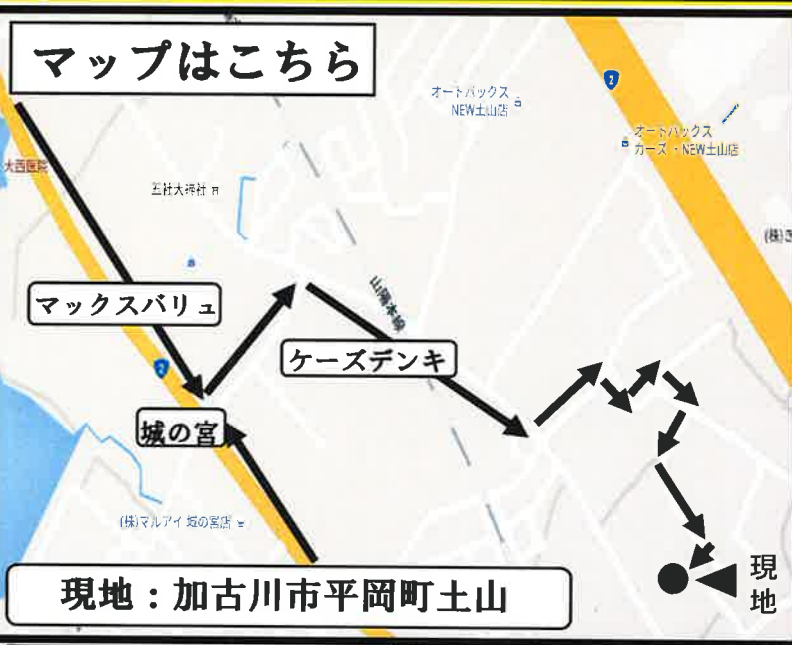 マップはこちら
オートバックス
NEW土山店
2
オートバックス
カーズ・NEW土山店
大西医院
五社大神社
(株)き
マックスバリュ
山陽本線
ケーズデンキ
2
城の宮
(株)マルアイ 城の宮店
現地：加古川市平岡町土山
現地